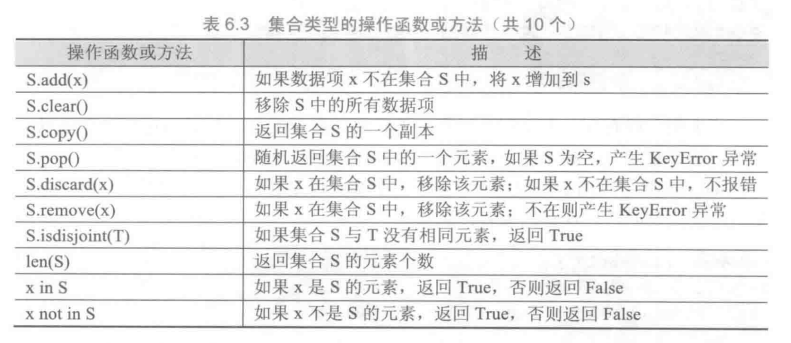 表 6.3 集合类型的操作函数或方法（共 10 个）
操作函数或方法 描 述
S.add(x) 如果数据项 x 不在集合 S 中，将 x 增加到 s
S.clear() 移除 S 中的所有数据项
S.copy() 返回集合 S 的一个副本
S.pop() 随机返回集合 S 中的一个元素，如果 S 为空，产生 KeyError 异常
S.discard(x) 如果 x 在集合 S 中，移除该元素；如果 x 不在集合 S 中，不报错
S.remove(x) 如果 x 在集合 S 中，移除该元素；不在则产生 KeyError 异常
S.isdisjoint(T) 如果集合 S 与 T 没有相同元素，返回 True
len(S) 返回集合 S 的元素个数
x in S 如果 x 是 S 的元素，返回 True，否则返回 False
x not in S 如果 x 不是 S 的元素，返回 True，否则返回 False